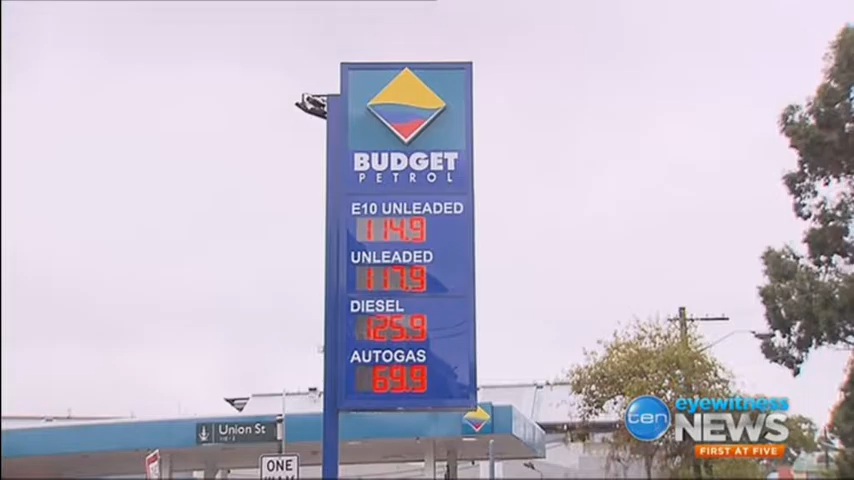 BUDGET
PETROL
E10 UNLEADED
114.9
UNLEADED
117.9
DIESEL
125.9
AUTOGAS
69.9
Union St
ONE
ten eyewitness
NEWS
FIRST AT FIVE